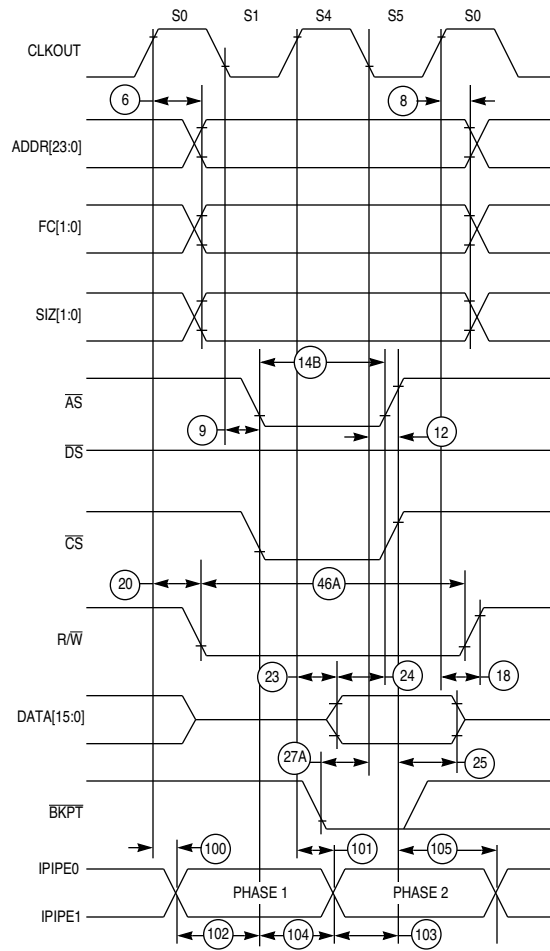 S0 S1 S4 S5 S0
CLKOUT
6 8
ADDR[23:0]
FC[1:0]
SIZ[1:0]
14B
AS
9 12
DS
CS
20 46A
R/W
23 24 18
DATA[15:0]
27A 25
BKPT
100 101 105
IPIPE0
PHASE 1 PHASE 2
IPIPE1
102 104 103